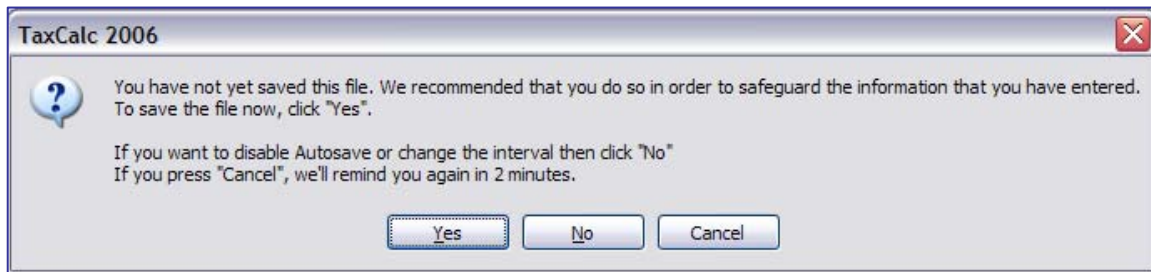 TaxCalc 2006
You have not yet saved this file. We recommended that you do so in order to safeguard the information that you have entered.
To save the file now, click "Yes".
If you want to disable Autosave or change the interval then click "No"
If you press "Cancel", we'll remind you again in 2 minutes.
Yes No Cancel